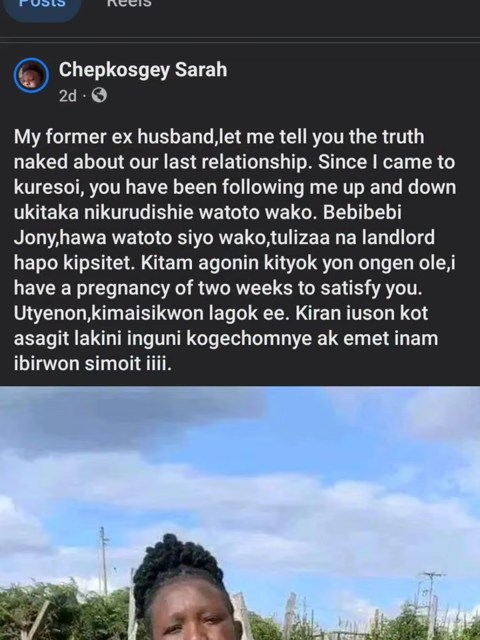 Posts Reels
Chepkosgey Sarah
2d ·
My former ex husband,let me tell you the truth
naked about our last relationship. Since I came to
kuresoi, you have been following me up and down
ukitaka nikurudishie watoto wako. Bebibebi
Jony,hawa watoto siyo wako,tulizaa na landlord
hapo kipsitet. Kitam agonin kityok yon ongen ole,i
have a pregnancy of two weeks to satisfy you.
Utyenon,kimaisikwon lagok ee. Kiran iuson kot
asagit lakini inguni kogechomnye ak emet inam
ibirwon simoit iiii.